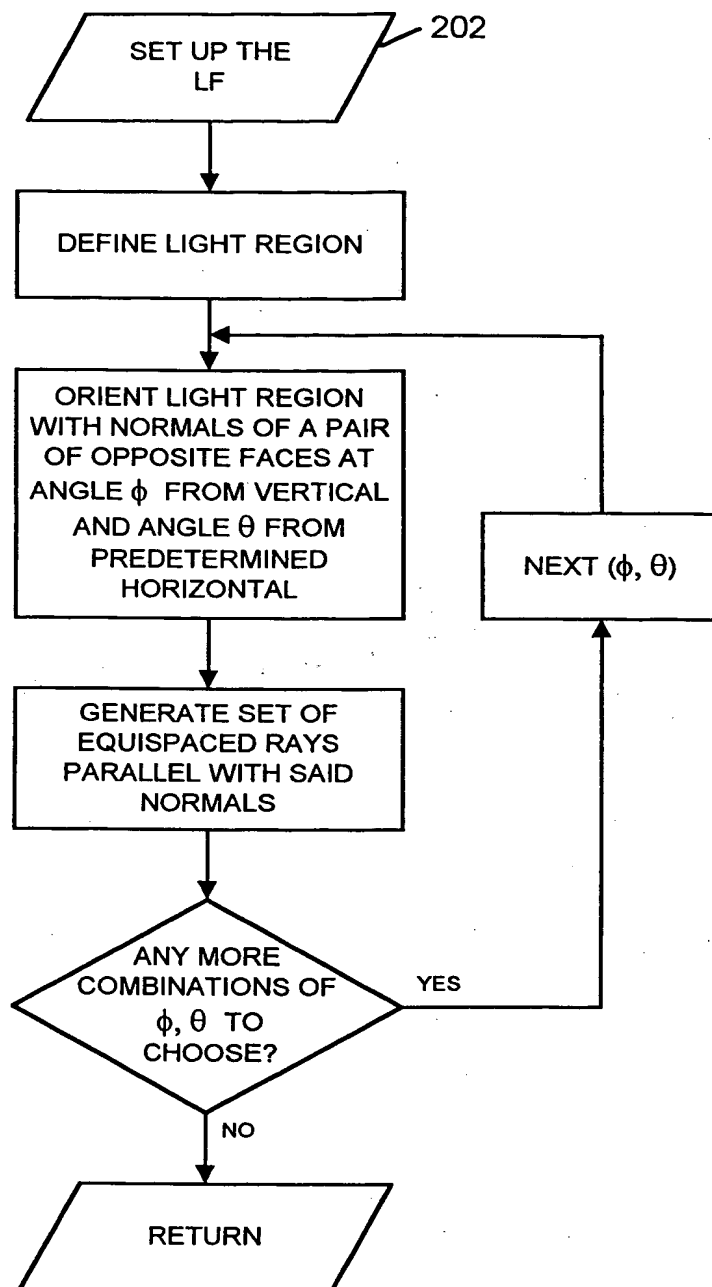 SET UP THE
LF
202
DEFINE LIGHT REGION
ORIENT LIGHT REGION
WITH NORMALS OF A PAIR
OF OPPOSITE FACES AT
ANGLE ϕ FROM VERTICAL
AND ANGLE θ FROM
PREDETERMINED
HORIZONTAL
NEXT (ϕ, θ)
GENERATE SET OF
EQUISPACED RAYS
PARALLEL WITH SAID
NORMALS
ANY MORE
COMBINATIONS OF
ϕ, θ TO
CHOOSE?
YES
NO
RETURN